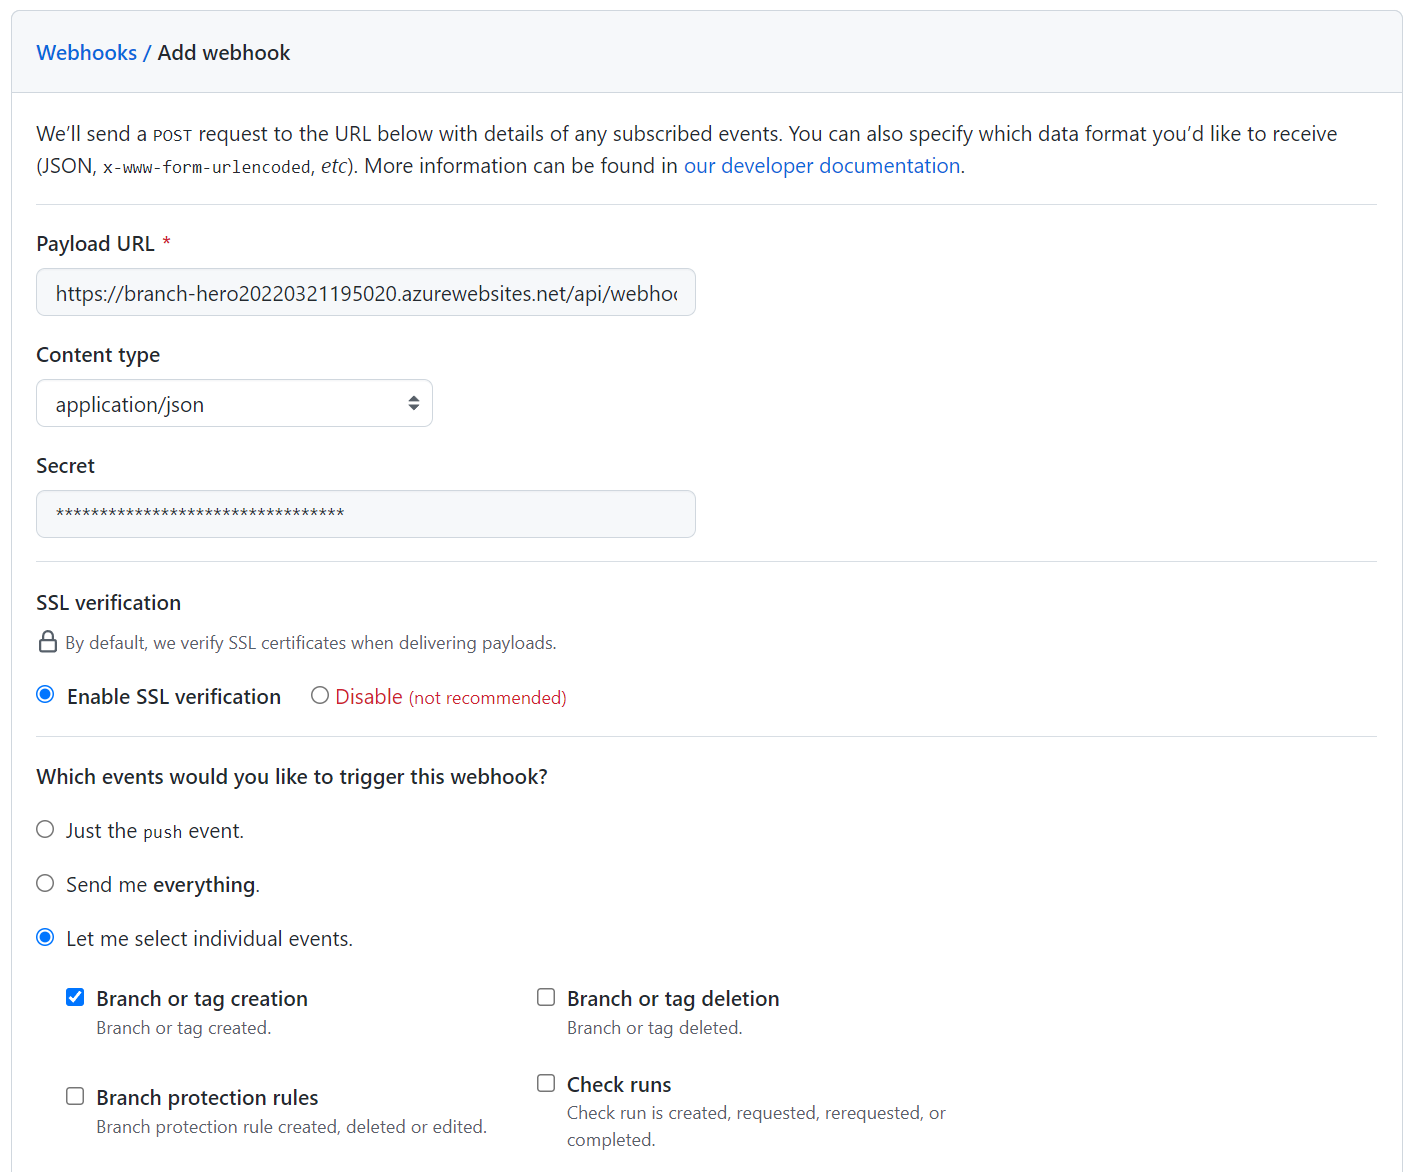 Webhooks / Add webhook
We’ll send a POST request to the URL below with details of any subscribed events. You can also specify which data format you’d like to receive
(JSON, x-www-form-urlencoded, etc). More information can be found in our developer documentation.
Payload URL *
https://branch-hero20220321195020.azurewebsites.net/api/webhoo
Content type
application/json
Secret
*********************************
SSL verification
By default, we verify SSL certificates when delivering payloads.
Enable SSL verification Disable (not recommended)
Which events would you like to trigger this webhook?
Just the push event.
Send me everything.
Let me select individual events.
Branch or tag creation
Branch or tag created.
Branch or tag deletion
Branch or tag deleted.
Branch protection rules
Branch protection rule created, deleted or edited.
Check runs
Check run is created, requested, rerequested, or
completed.